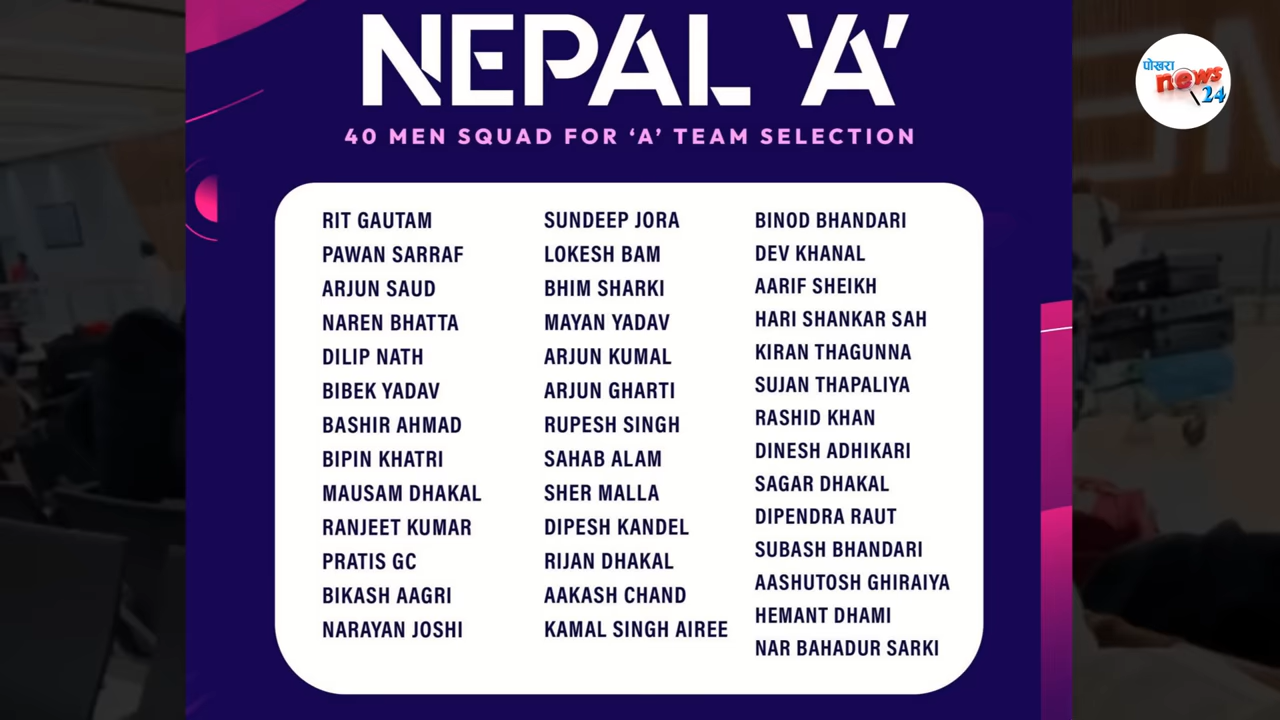 NEPAL 'A'
40 MEN SQUAD FOR ‘A’ TEAM SELECTION
RIT GAUTAM
PAWAN SARRAF
ARJUN SAUD
NAREN BHATTA
DILIP NATH
BIBEK YADAV
BASHIR AHMAD
BIPIN KHATRI
MAUSAM DHAKAL
RANJEET KUMAR
PRATIS GC
BIKASH AAGRI
NARAYAN JOSHI
SUNDEEP JORA
LOKESH BAM
BHIM SHARKI
MAYAN YADAV
ARJUN KUMAL
ARJUN GHARTI
RUPESH SINGH
SAHAB ALAM
SHER MALLA
DIPESH KANDEL
RIJAN DHAKAL
AAKASH CHAND
KAMAL SINGH AIREE
BINOD BHANDARI
DEV KHANAL
AARIF SHEIKH
HARI SHANKAR SAH
KIRAN THAGUNNA
SUJAN THAPALIYA
RASHID KHAN
DINESH ADHIKARI
SAGAR DHAKAL
DIPENDRA RAUT
SUBASH BHANDARI
AASHUTOSH GHIRAIYA
HEMANT DHAMI
NAR BAHADUR SARKI
पोखरा
news
24